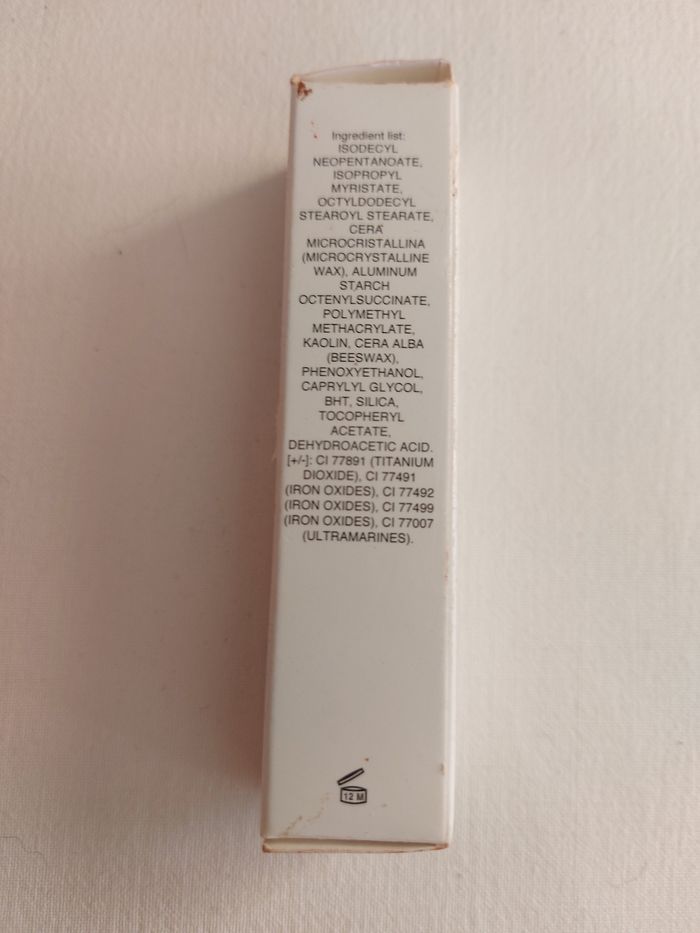 Ingredient list:
ISODECYL
NEOPENTANOATE,
ISOPROPYL
MYRISTATE,
OCTYLDODECYL
STEAROYL STEARATE,
CERA
MICROCRISTALLINA
(MICROCRYSTALLINE
WAX), ALUMINUM
STARCH
OCTENYLSUCCINATE,
POLYMETHYL
METHACRYLATE,
KAOLIN, CERA ALBA
(BEESWAX),
PHENOXYETHANOL,
CAPRYLYL GLYCOL,
BHT, SILICA,
TOCOPHERYL
ACETATE,
DEHYDROACETIC ACID.
[+/-]: CI 77891 (TITANIUM
DIOXIDE), CI 77491
(IRON OXIDES), CI 77492
(IRON OXIDES), CI 77499
(IRON OXIDES), CI 77007
(ULTRAMARINES).
12 M